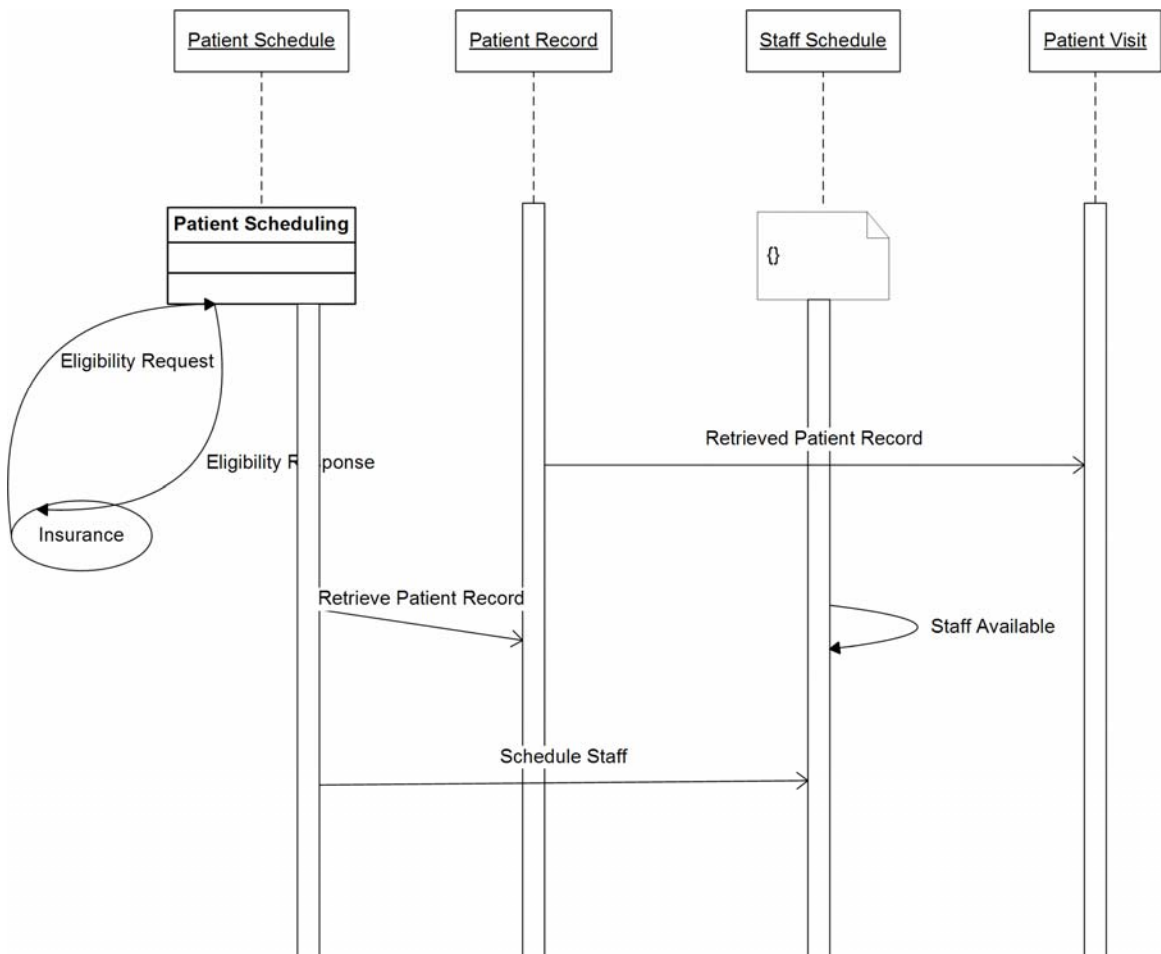 Patient Schedule
Patient Record
Staff Schedule
Patient Visit
Patient Scheduling
{}
Eligibility Request
Retrieved Patient Record
Eligibility Response
Insurance
Retrieve Patient Record
Staff Available
Schedule Staff